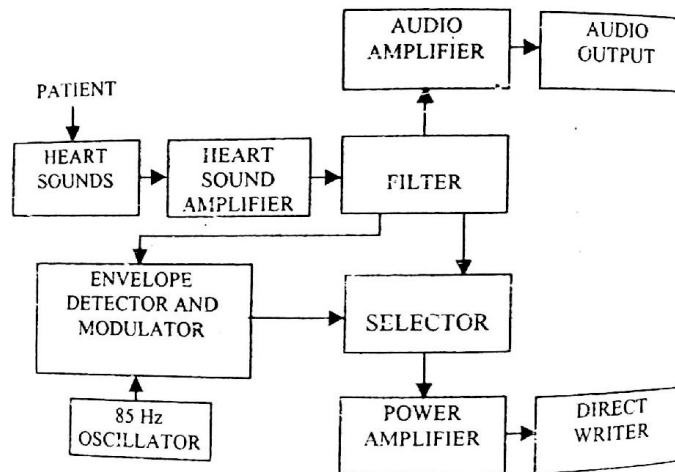 AUDIO
AMPLIFIER
AUDIO
OUTPUT
PATIENT
HEART
SOUNDS
HEART
SOUND
AMPLIFIER
FILTER
ENVELOPE
DETECTOR AND
MODULATOR
SELECTOR
85 Hz
OSCILLATOR
POWER
AMPLIFIER
DIRECT
WRITER